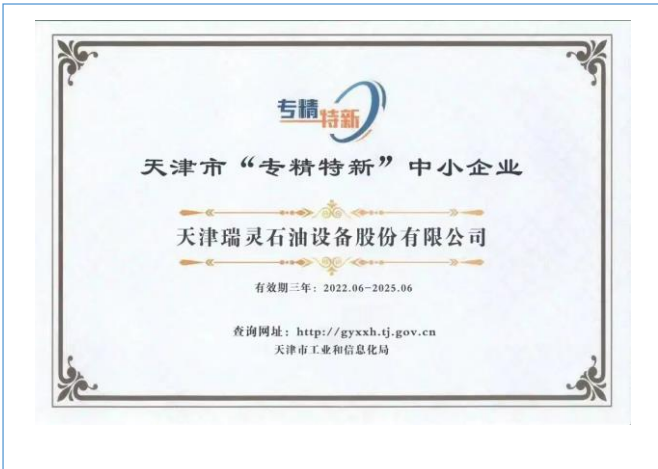 专精特新
天津市“专精特新”中小企业
天津瑞灵石油设备股份有限公司
有效期三年：2022.06-2025.06
查询网址：http://gyxxh.tj.gov.cn
天津市工业和信息化局